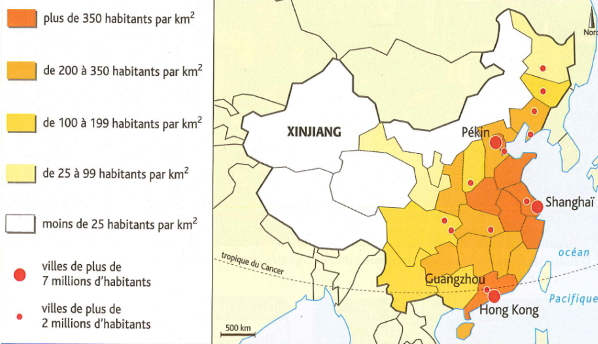 plus de 350 habitants par km²
de 200 à 350 habitants par km²
de 100 à 199 habitants par km²
de 25 à 99 habitants par km²
moins de 25 habitants par km²
villes de plus de
7 millions d'habitants
villes de plus de
2 millions d'habitants
Nord
XINJIANG
Pékin
Shanghaï
océan
Pacifique
tropique du Cancer
Guangzhou
Hong Kong
500 km